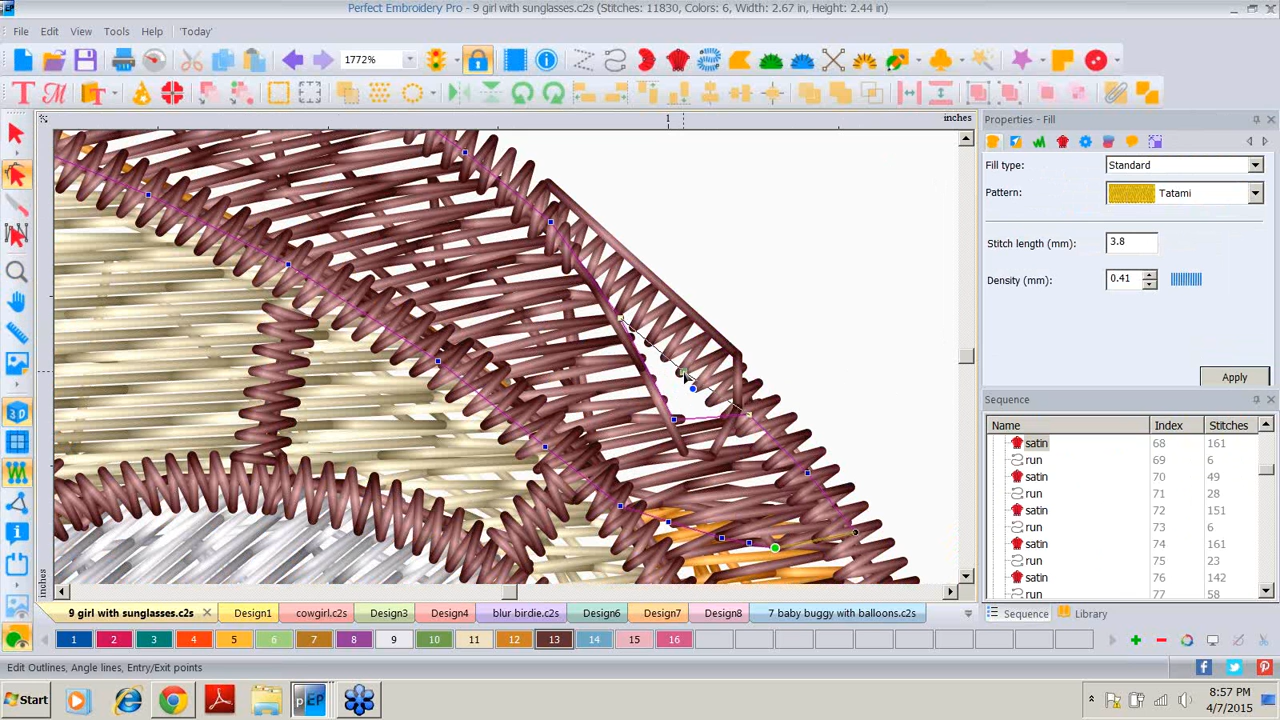 Perfect Embroidery Pro - 9 girl with sunglasses.c2s (Stitches: 11830, Colors: 6, Width: 2.67 in, Height: 2.44 in)
File Edit View Tools Help 'Today'
1772%
1
inches
inches
Properties - Fill
Fill type: Standard
Pattern: Tatami
Stitch length (mm): 3.8
Density (mm): 0.41
Apply
Sequence
Name Index Stitches
satin 68 161
run 69 6
satin 70 49
run 71 28
satin 72 151
run 73 6
satin 74 161
run 75 23
satin 76 142
run 77 58
Sequence Library
9 girl with sunglasses.c2s Design1 cowgirl.c2s Design3 Design4 blur birdie.c2s Design6 Design7 Design8 7 baby buggy with balloons.c2s
1 2 3 4 5 6 7 8 9 10 11 12 13 14 15 16
Edit Outlines, Angle lines, Entry/Exit points
Start
pEP
8:57 PM
4/7/2015